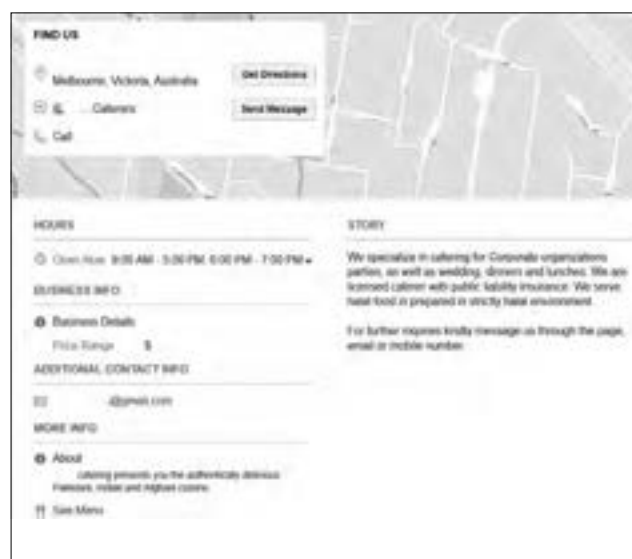 FIND US
Melbourne, Victoria, Australia
Get Directions
Caterers
Send Message
Call
HOURS
Open Now 9:00 AM - 5:00 PM, 6:00 PM - 7:00 PM
BUSINESS INFO
Business Details
Price Range $
ADDITIONAL CONTACT INFO
@gmail.com
MORE INFO
About
catering presents you the authentically delicious
Pakistani, Indian and Afghani cuisine.
See Menu
STORY
We specialize in catering for Corporate organizations
parties, as well as wedding, dinners and lunches. We are
licensed caterer with public liability insurance. We serve
halal food in prepared in strictly halal environment.
For further inquires kindly message us through the page,
email or mobile number.